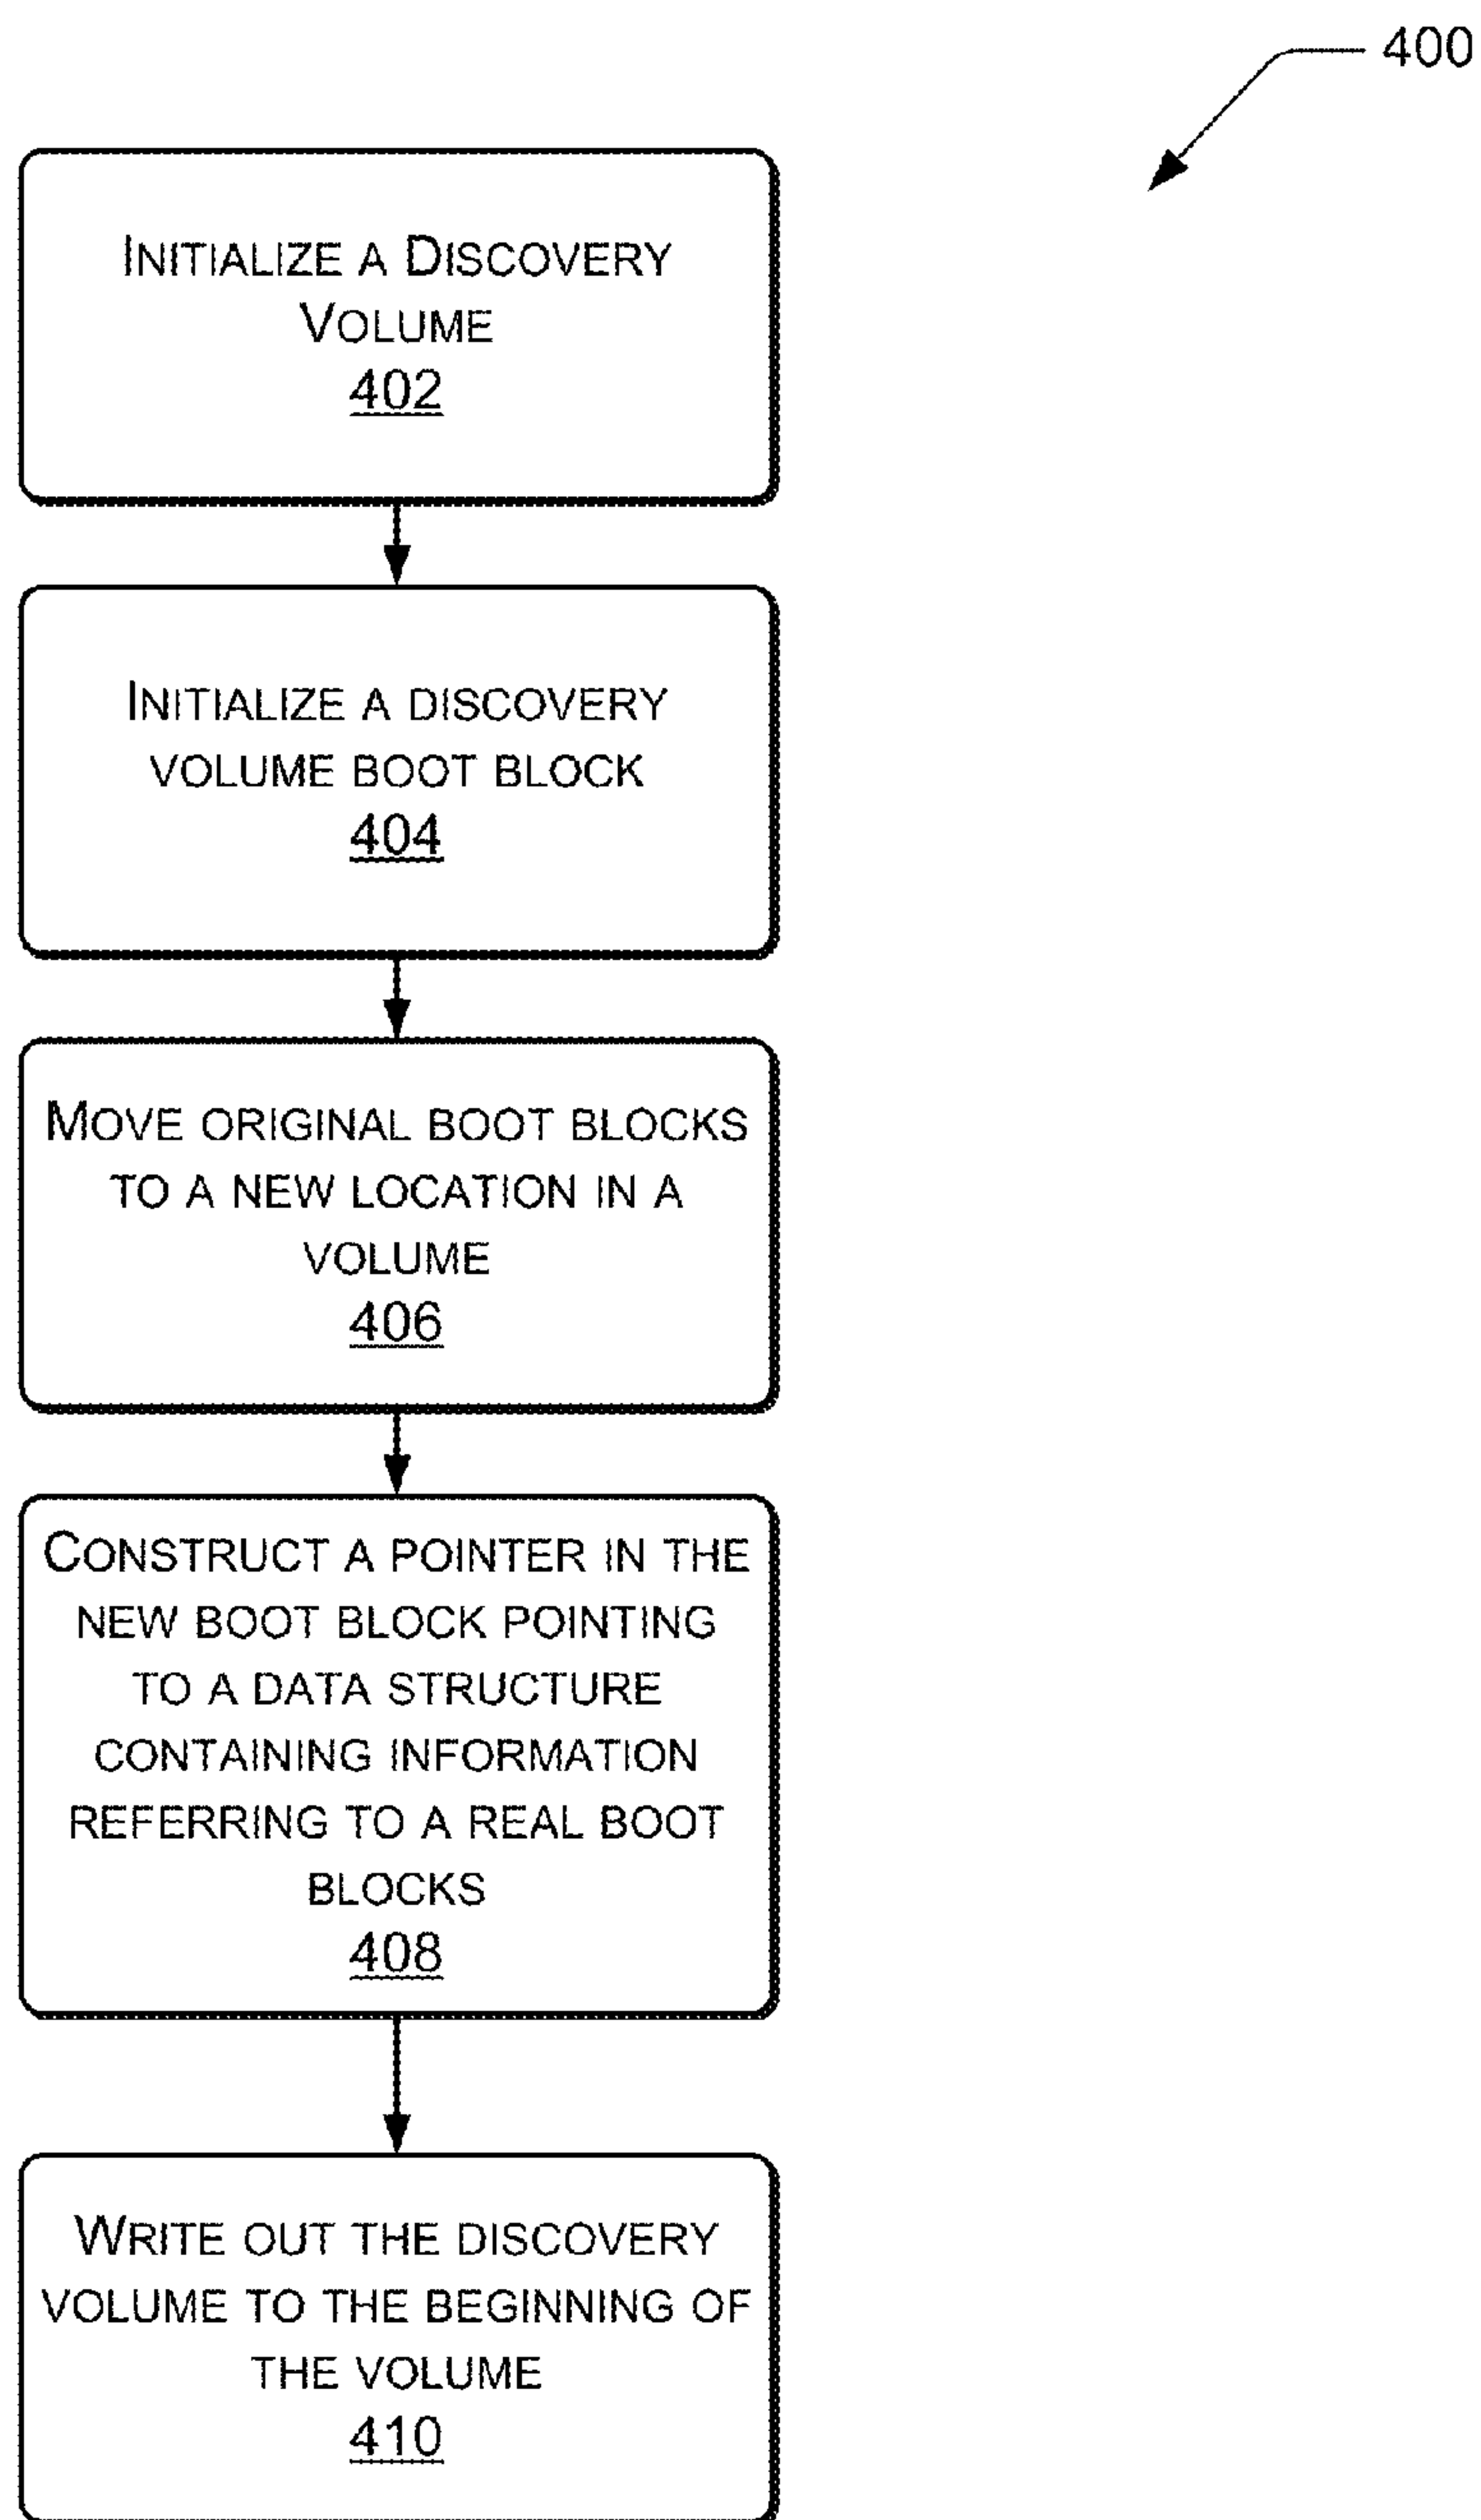 400
INITIALIZE A DISCOVERY
VOLUME
402
INITIALIZE A DISCOVERY
VOLUME BOOT BLOCK
404
MOVE ORIGINAL BOOT BLOCKS
TO A NEW LOCATION IN A
VOLUME
406
CONSTRUCT A POINTER IN THE
NEW BOOT BLOCK POINTING
TO A DATA STRUCTURE
CONTAINING INFORMATION
REFERRING TO A REAL BOOT
BLOCKS
408
WRITE OUT THE DISCOVERY
VOLUME TO THE BEGINNING OF
THE VOLUME
410